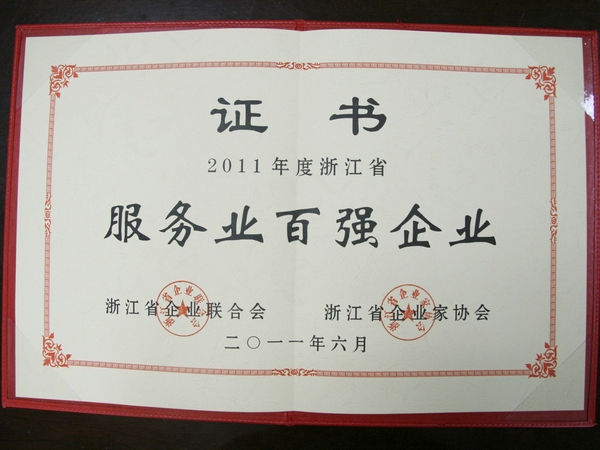 证书
2011年度浙江省
服务业百强企业
浙江省企业联合会 浙江省企业家协会
二〇一一年六月